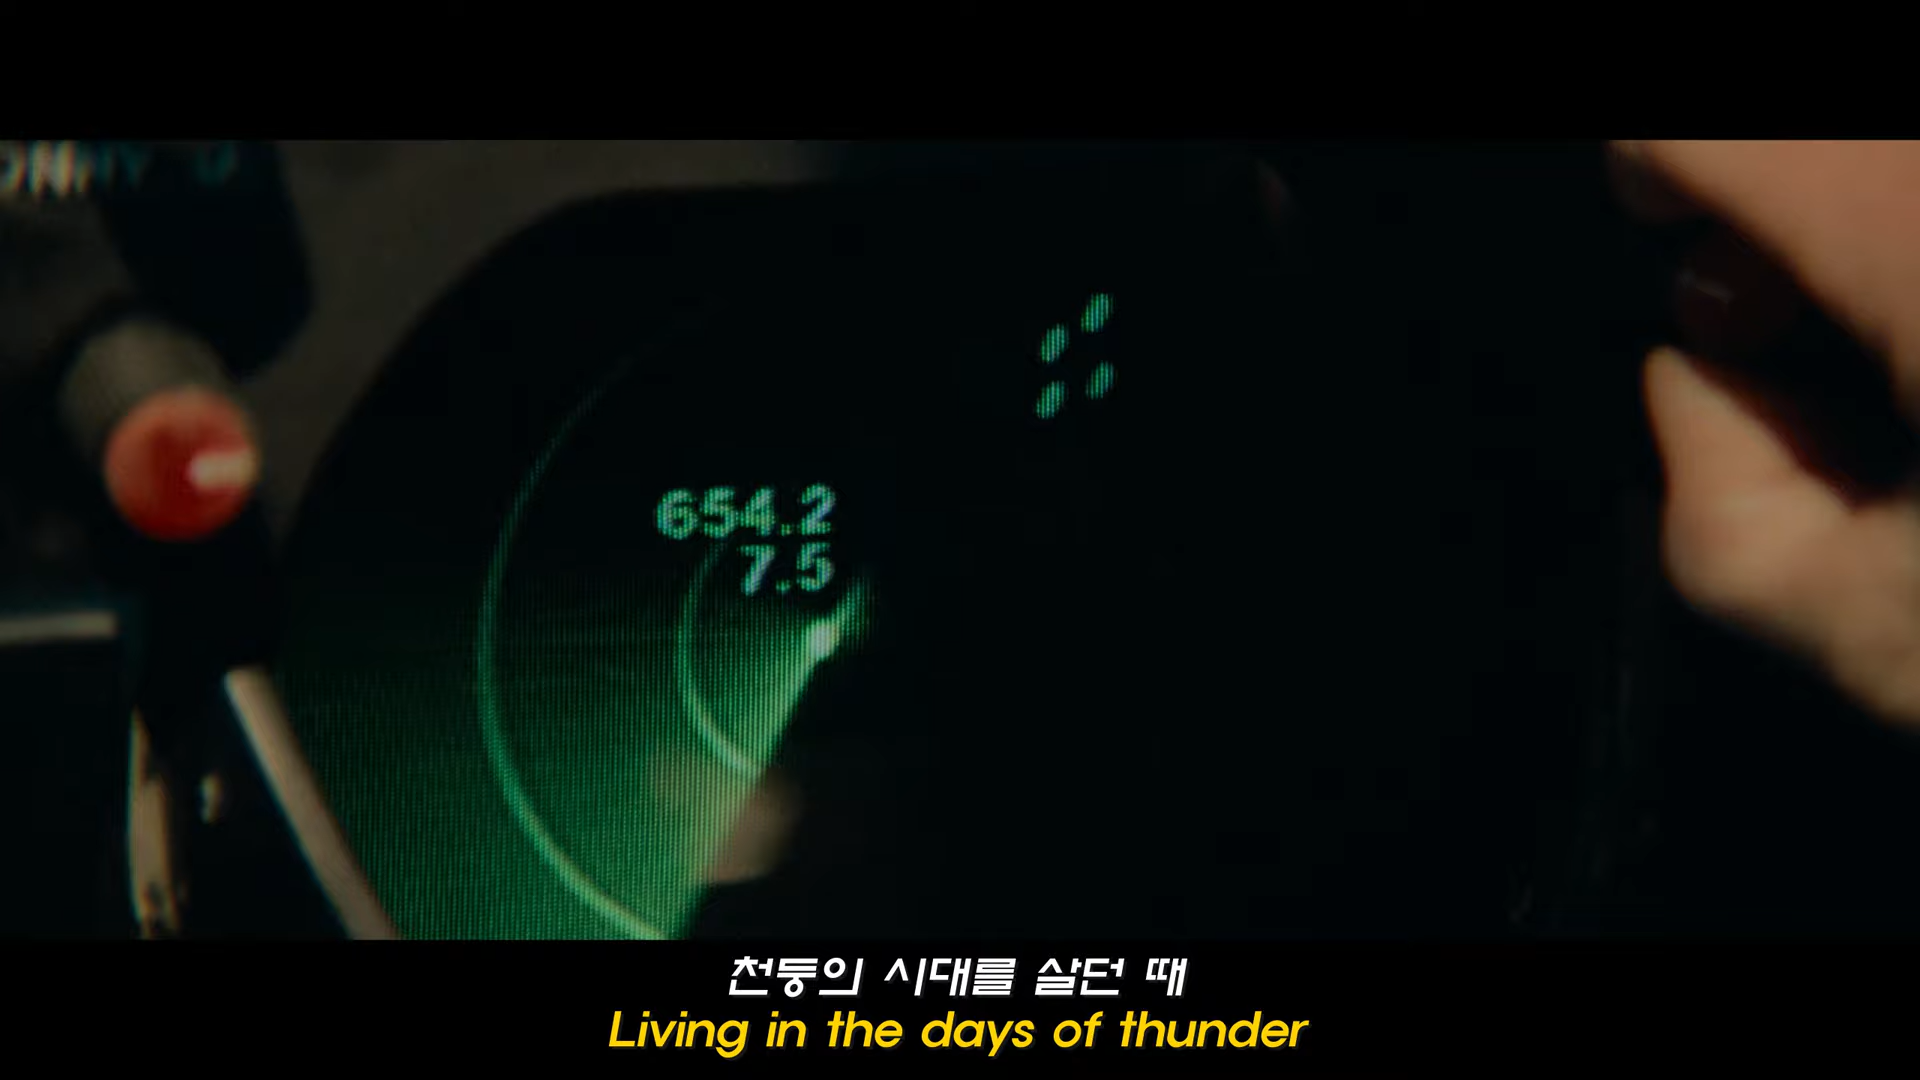 654.2
7.5
천둥의 시대를 살던 때
Living in the days of thunder